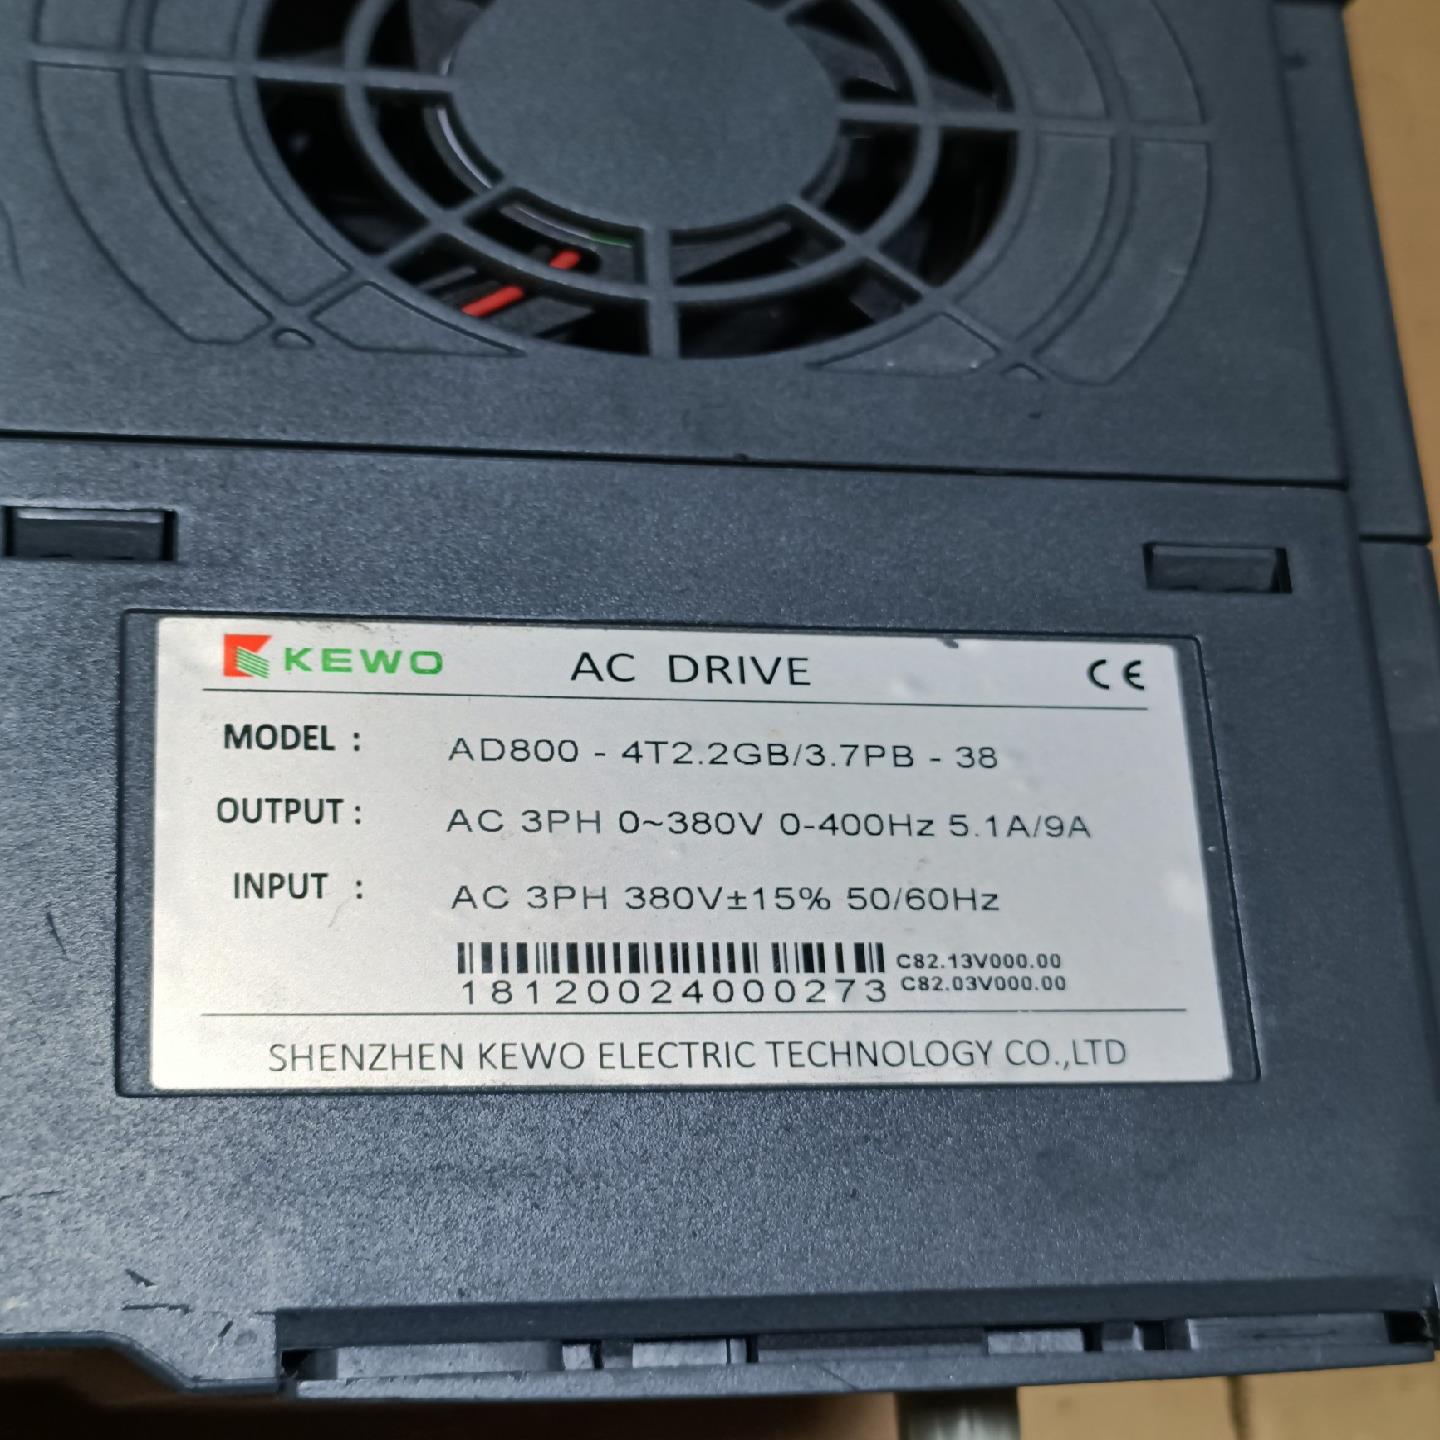 KEWO AC DRIVE CE
MODEL : AD800 - 4T2.2GB/3.7PB - 38
OUTPUT : AC 3PH 0~380V 0-400Hz 5.1A/9A
INPUT : AC 3PH 380V±15% 50/60Hz
C82.13V000.00
18120024000273 C82.03V000.00
SHENZHEN KEWO ELECTRIC TECHNOLOGY CO.,LTD